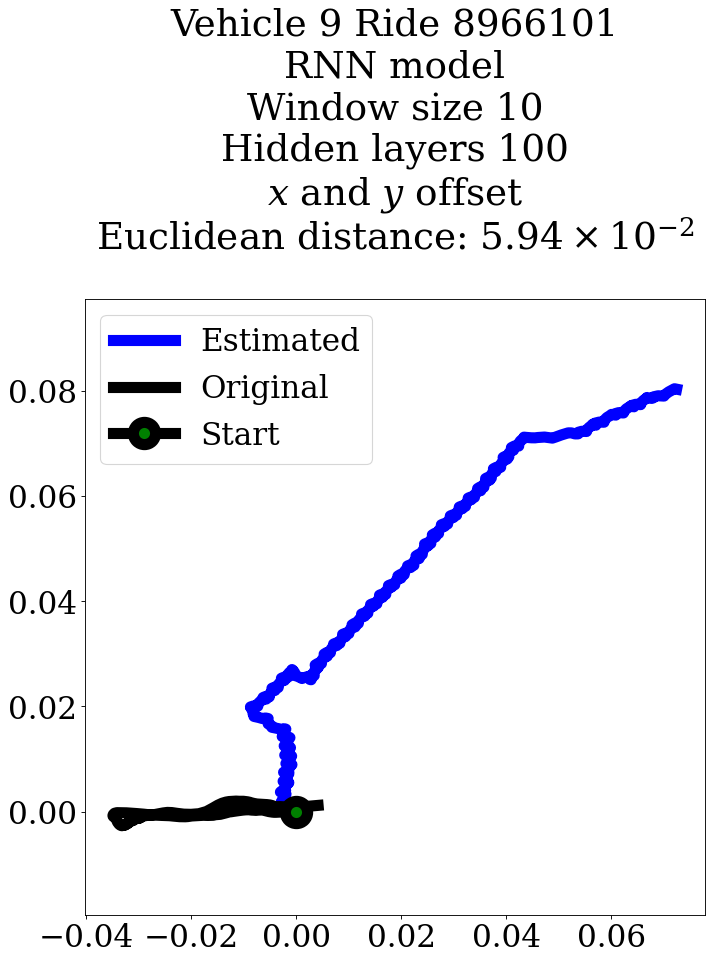 Vehicle 9 Ride 8966101
RNN model
Window size 10
Hidden layers 100
x and y offset
Euclidean distance: 5.94 × 10⁻²
Estimated
Original
Start
0.08
0.06
0.04
0.02
0.00
−0.04 −0.02 0.00 0.02 0.04 0.06